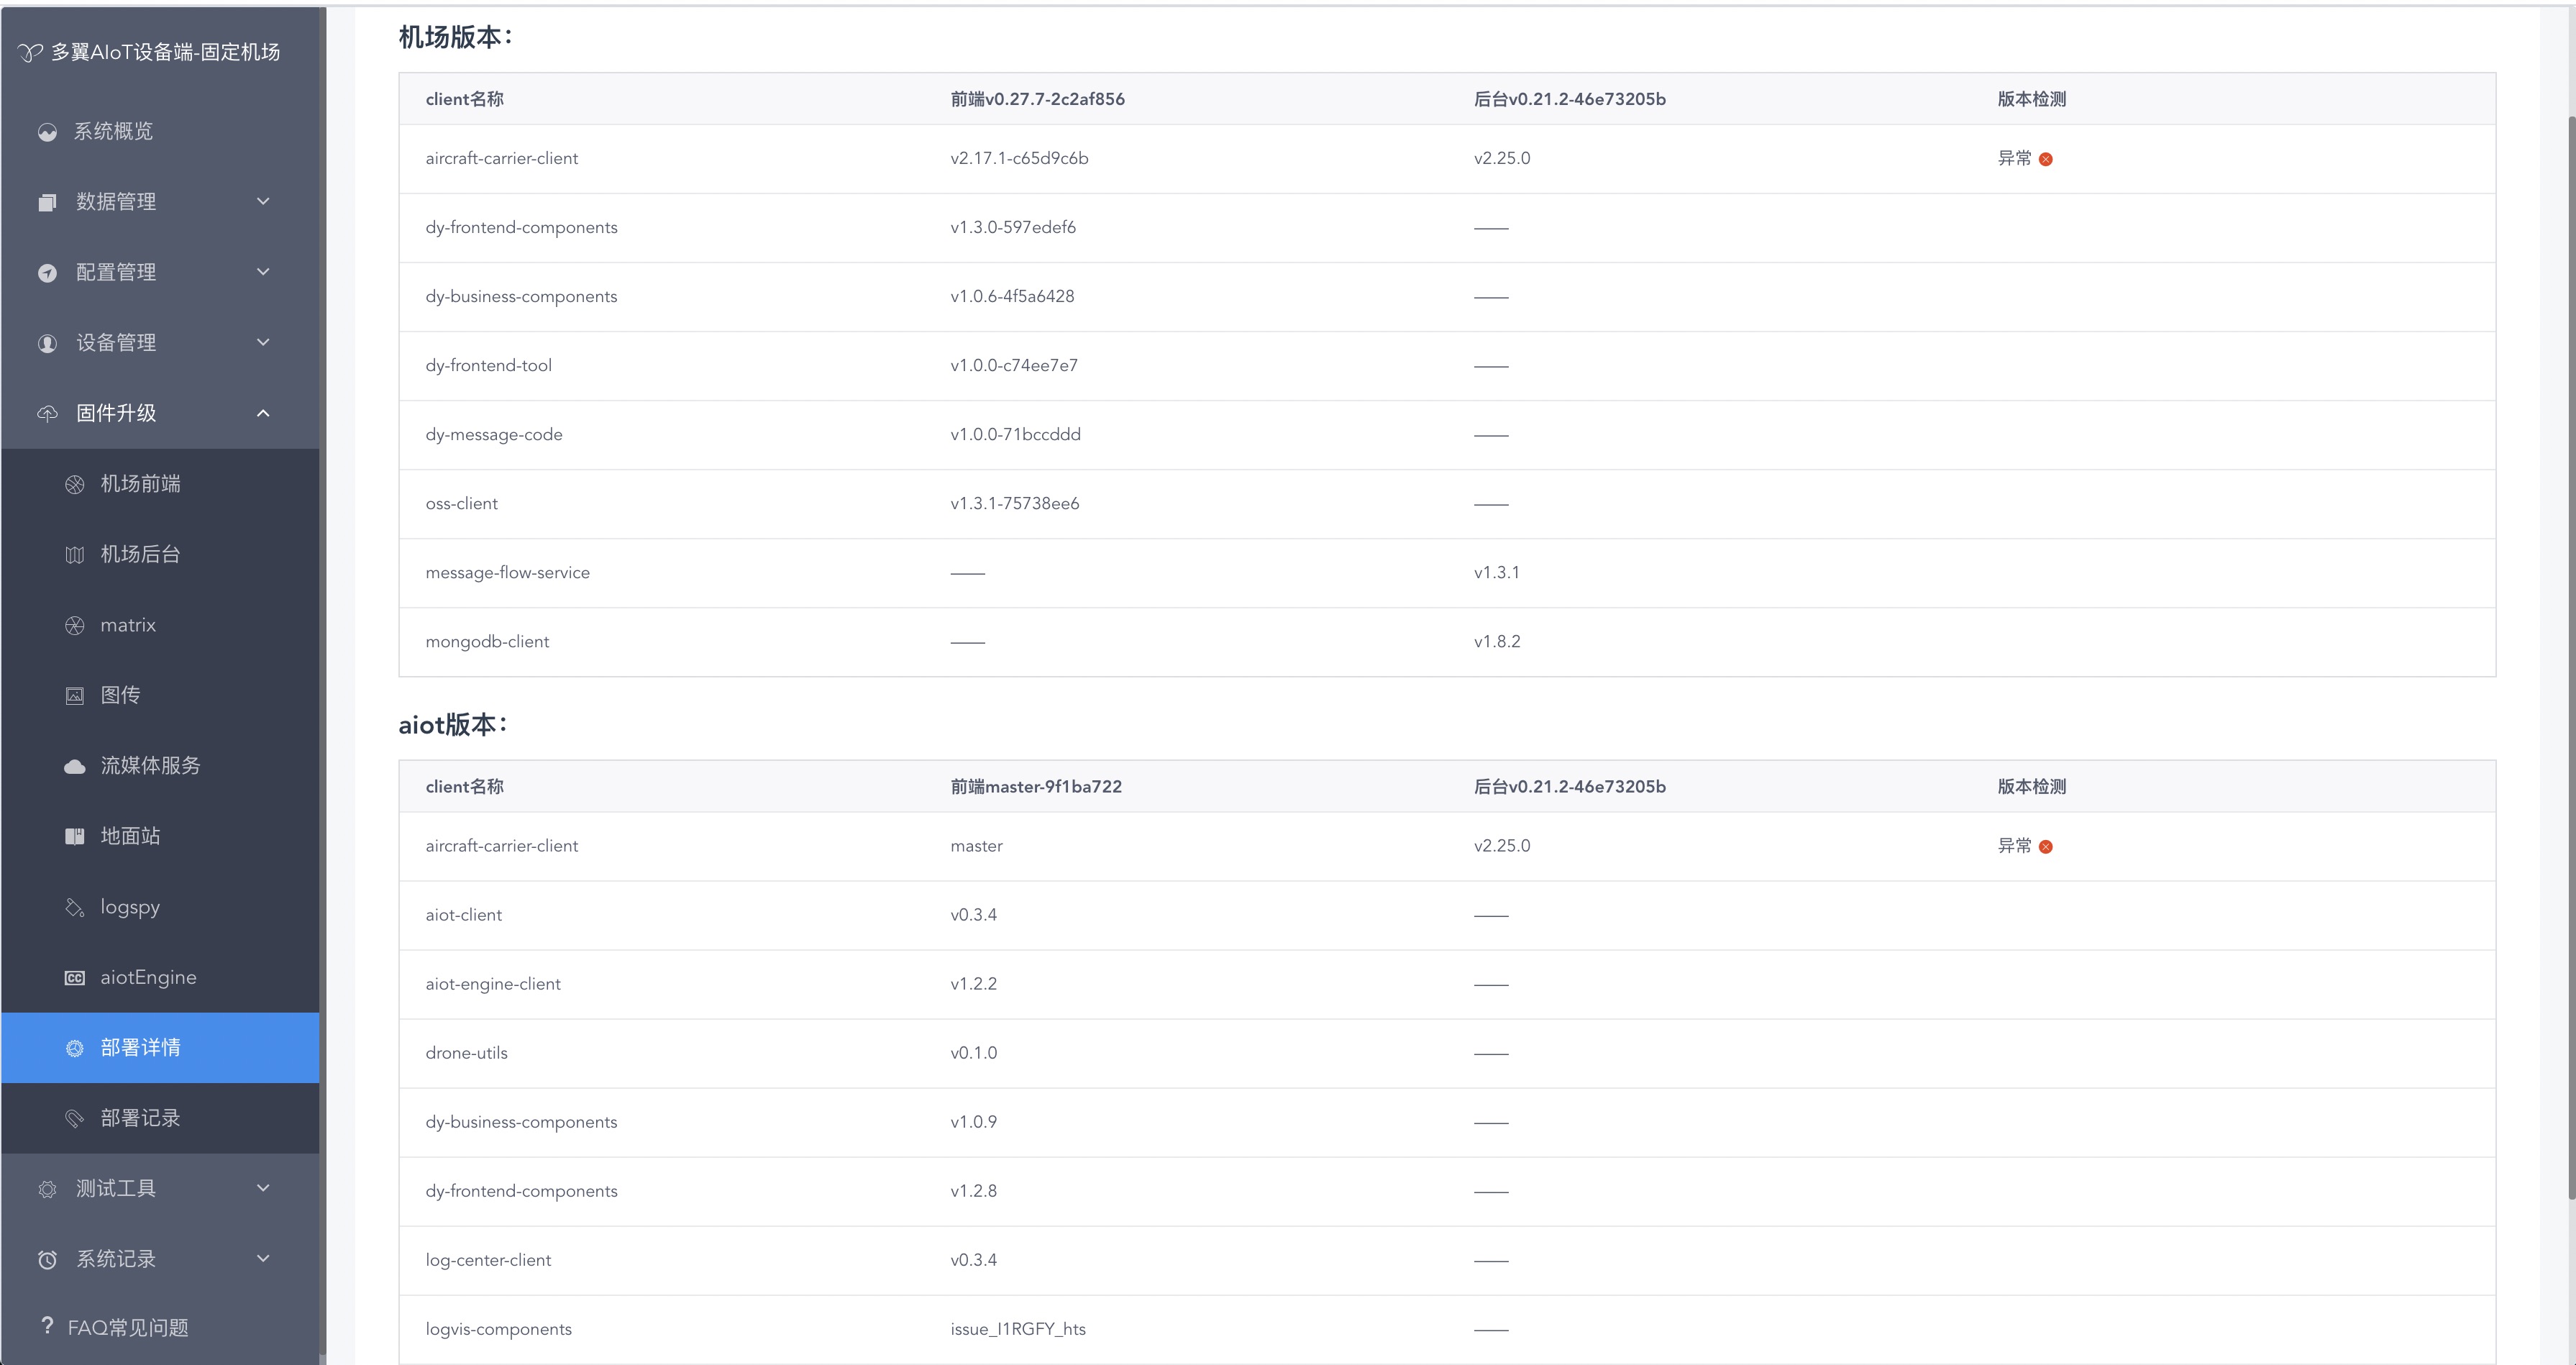 多翼AIoT设备端-固定机场
系统概览
数据管理
配置管理
设备管理
固件升级
机场前端
机场后台
matrix
图传
流媒体服务
地面站
logspy
aiotEngine
部署详情
部署记录
测试工具
系统记录
? FAQ常见问题
机场版本：
client名称 前端v0.27.7-2c2af856 后台v0.21.2-46e73205b 版本检测
aircraft-carrier-client v2.17.1-c65d9c6b v2.25.0 异常
dy-frontend-components v1.3.0-597edef6 ——
dy-business-components v1.0.6-4f5a6428 ——
dy-frontend-tool v1.0.0-c74ee7e7 ——
dy-message-code v1.0.0-71bccddd ——
oss-client v1.3.1-75738ee6 ——
message-flow-service —— v1.3.1
mongodb-client —— v1.8.2
aiot版本：
client名称 前端master-9f1ba722 后台v0.21.2-46e73205b 版本检测
aircraft-carrier-client master v2.25.0 异常
aiot-client v0.3.4 ——
aiot-engine-client v1.2.2 ——
drone-utils v0.1.0 ——
dy-business-components v1.0.9 ——
dy-frontend-components v1.2.8 ——
log-center-client v0.3.4 ——
logvis-components issue_I1RGFY_hts ——